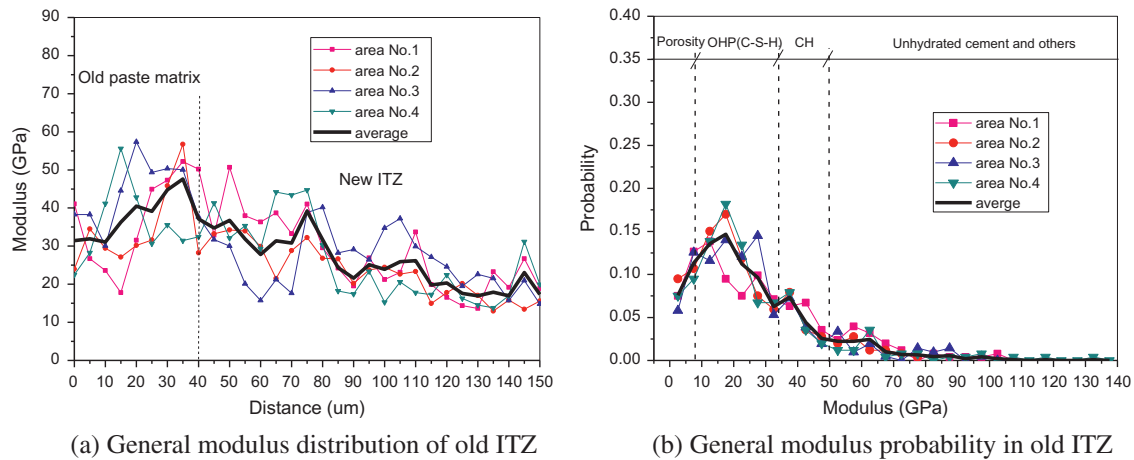 90
80
70
60
50
40
30
20
10
0
Modulus (GPa)
area No.1
area No.2
area No.3
area No.4
average
Old paste matrix
New ITZ
0 10 20 30 40 50 60 70 80 90 100 110 120 130 140 150
Distance (um)
(a) General modulus distribution of old ITZ
0.40
0.35
0.30
0.25
0.20
0.15
0.10
0.05
0.00
Probability
Porosity OHP(C-S-H) CH Unhydrated cement and others
area No.1
area No.2
area No.3
area No.4
averge
0 10 20 30 40 50 60 70 80 90 100 110 120 130 140
Modulus (GPa)
(b) General modulus probability in old ITZ